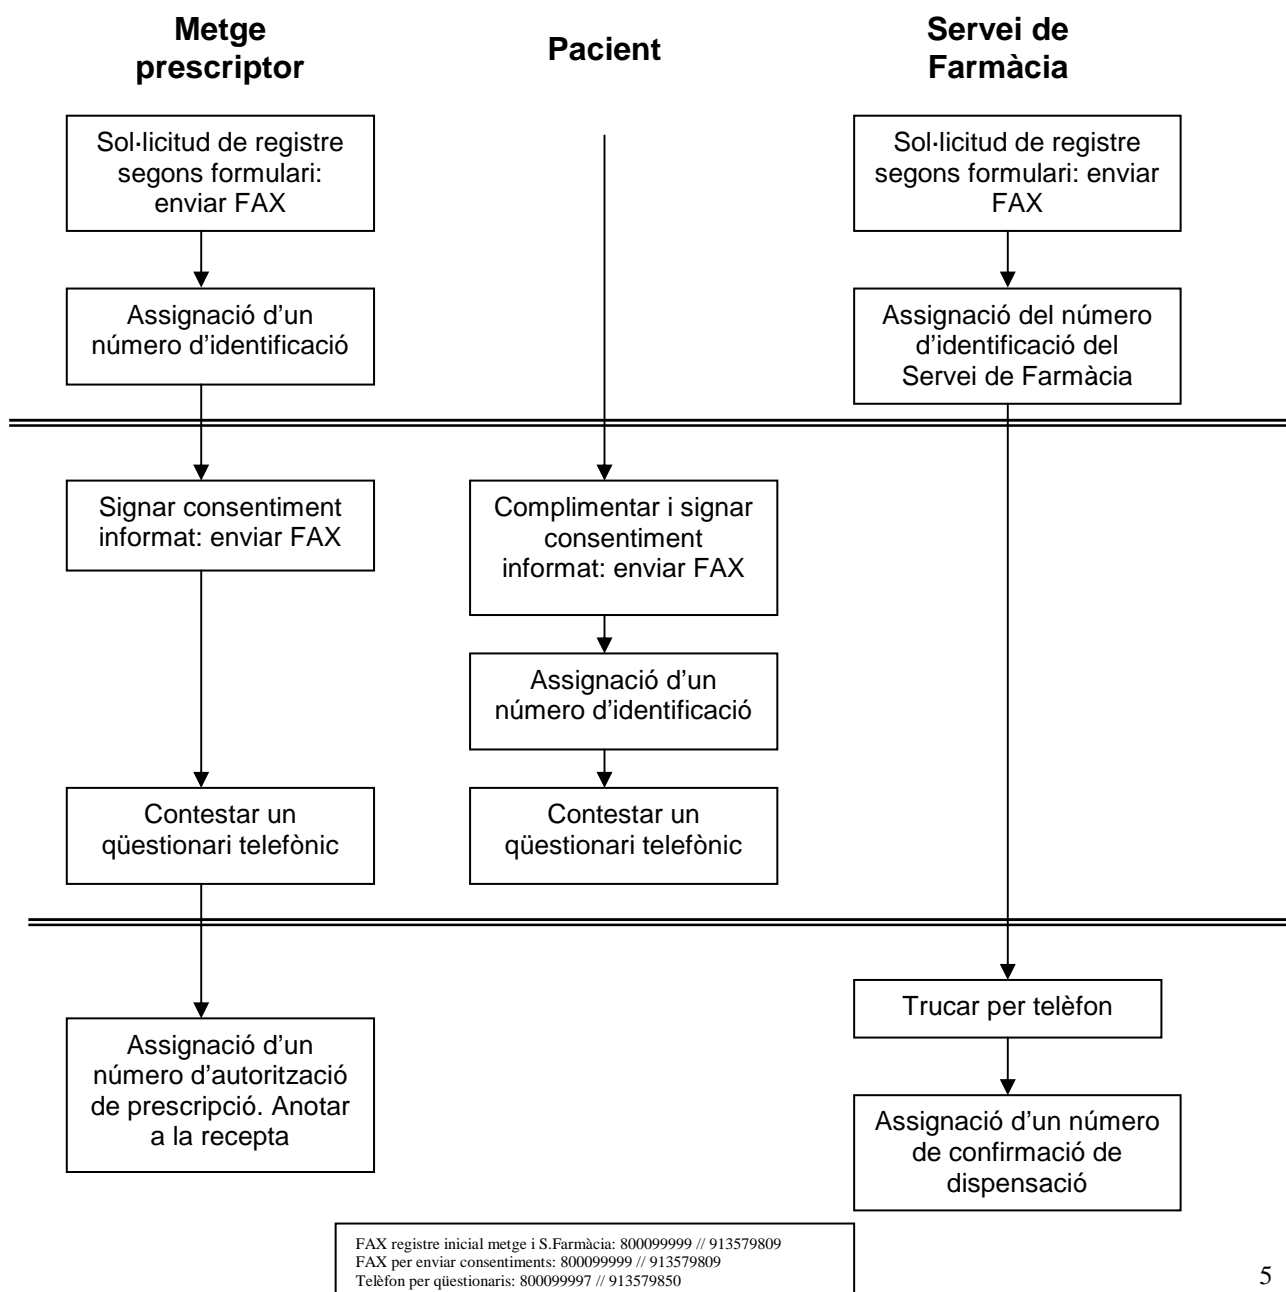 Metge
prescriptor
Pacient
Servei de
Farmàcia
Sol·licitud de registre
segons formulari:
enviar FAX
Sol·licitud de registre
segons formulari: enviar
FAX
Assignació d’un
número d’identificació
Assignació del número
d’identificació del
Servei de Farmàcia
Signar consentiment
informat: enviar FAX
Complimentar i signar
consentiment
informat: enviar FAX
Assignació d’un
número d’identificació
Contestar un
qüestionari telefònic
Contestar un
qüestionari telefònic
Trucar per telèfon
Assignació d’un
número d’autorització
de prescripció. Anotar
a la recepta
Assignació d’un número
de confirmació de
dispensació
FAX registre inicial metge i S.Farmàcia: 800099999 // 913579809
FAX per enviar consentiments: 800099999 // 913579809
Telèfon per qüestionaris: 800099997 // 913579850
5